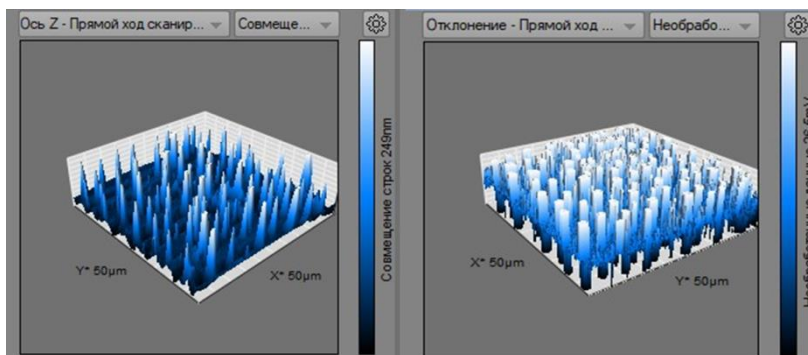 Ось Z - Прямой ход сканир...
Совмеще...
Совмещение строк 249nm
Y* 50µm
X* 50µm
Отклонение - Прямой ход ...
Необрабо...
X* 50µm
Y* 50µm